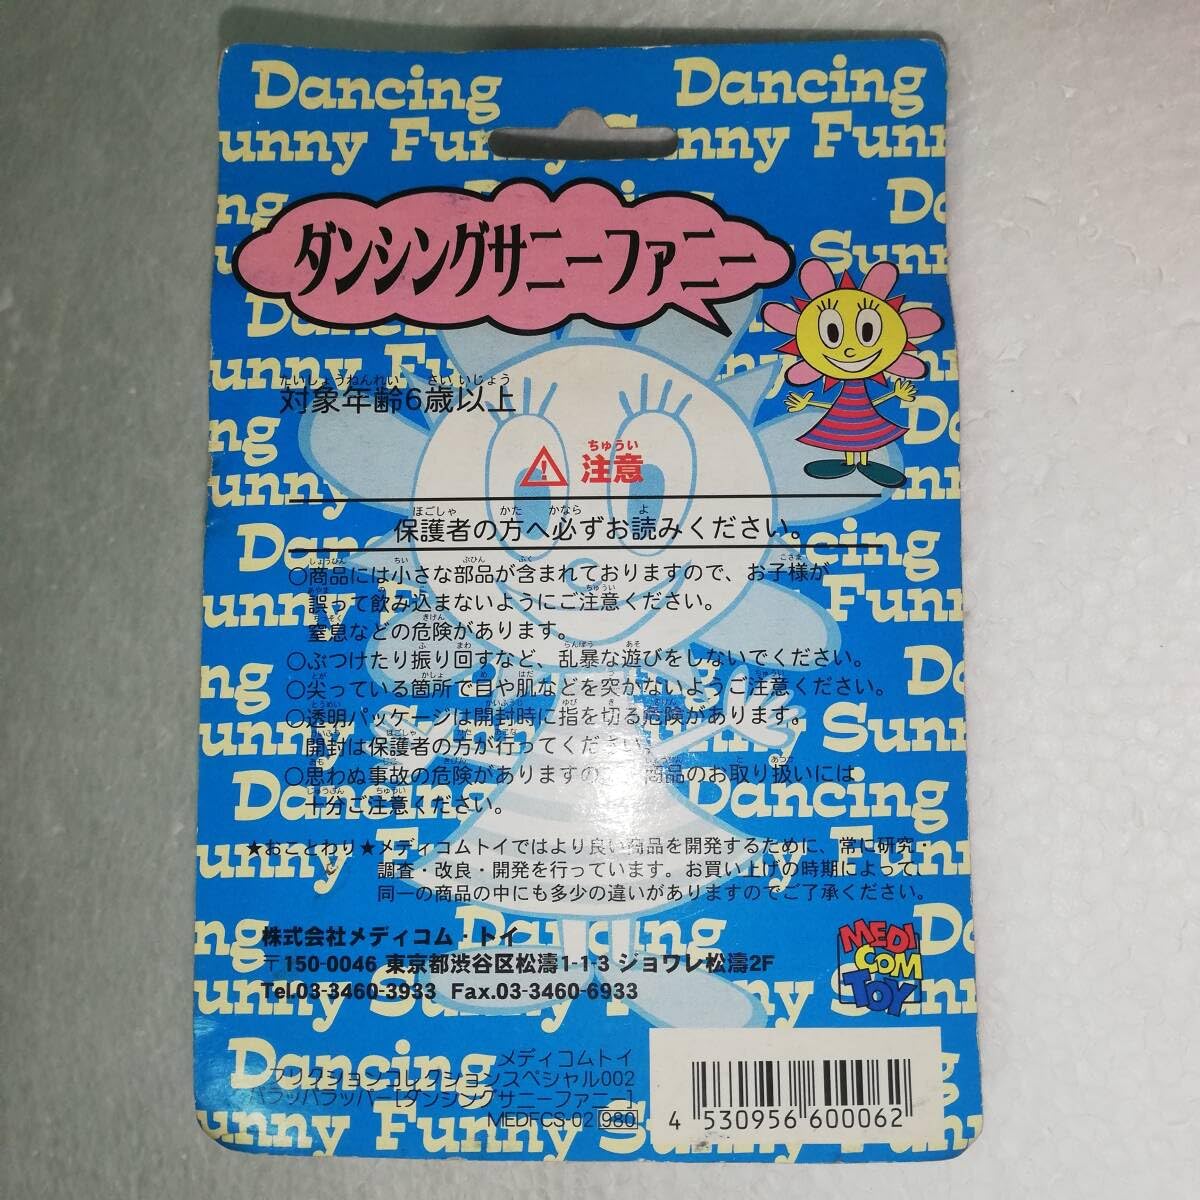 Dancing Dancing
unny Funny Sunny Funn
ダンシングサニーファニー
たいしょうねんれい さいいじょう
対象年齢6歳以上
ちゅうい
注意
ほごしゃ かた かなら よ
保護者の方へ必ずお読みください。
○商品には小さな部品が含まれておりますので、お子様が
誤って飲み込まないようにご注意ください。
窒息などの危険があります。
○ぶつけたり振り回すなど、乱暴な遊びをしないでください。
○尖っている箇所で目や肌などを突かないようご注意ください。
○透明パッケージは開封時に指を切る危険があります。
開封は保護者の方が行ってください。
○思わぬ事故の危険がありますの 商品のお取り扱いには
十分ご注意ください。
★おことわり★メディコムトイではより良い商品を開発するために、常に研究・
調査・改良・開発を行っています。お買い上げの時期によって、
同一の商品の中にも多少の違いがありますのでご了承ください。
株式会社メディコム・トイ
〒150-0046 東京都渋谷区松濤1-1-3 ジョワレ松濤2F
Tel.03-3460-3933 Fax.03-3460-6933
MEDI
COM
TOY
メディコムトイ
コレクションスペシャル002
パラッパラッパー[ダンシングサニーファニー]
MEDFCS-02 980
4 530956 600062